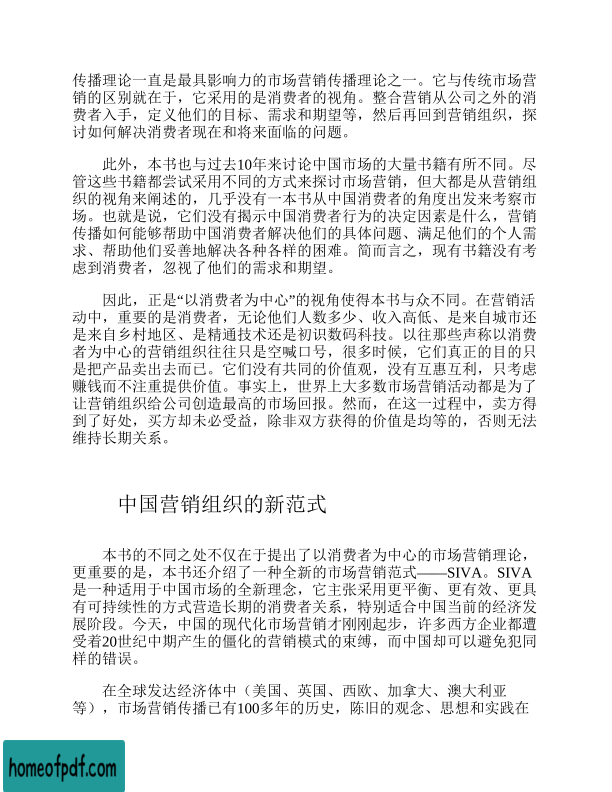 传播理论一直是最具影响力的市场营销传播理论之一。它与传统市场营
销的区别就在于，它采用的是消费者的视角。整合营销从公司之外的消
费者入手，定义他们的目标、需求和期望等，然后再回到营销组织，探
讨如何解决消费者现在和将来面临的问题。
此外，本书也与过去10年来讨论中国市场的大量书籍有所不同。尽
管这些书籍都尝试采用不同的方式来探讨市场营销，但大都是从营销组
织的视角来阐述的，几乎没有一本书从中国消费者的角度出发来考察市
场。也就是说，它们没有揭示中国消费者行为的决定因素是什么，营销
传播如何能够帮助中国消费者解决他们的具体问题、满足他们的个人需
求、帮助他们妥善地解决各种各样的困难。简而言之，现有书籍没有考
虑到消费者，忽视了他们的需求和期望。
因此，正是“以消费者为中心”的视角使得本书与众不同。在营销活
动中，重要的是消费者，无论他们人数多少、收入高低、是来自城市还
是来自乡村地区、是精通技术还是初识数码科技。以往那些声称以消费
者为中心的营销组织往往只是空喊口号，很多时候，它们真正的目的只
是把产品卖出去而已。它们没有共同的价值观，没有互惠互利，只考虑
赚钱而不注重提供价值。事实上，世界上大多数市场营销活动都是为了
让营销组织给公司创造最高的市场回报。然而，在这一过程中，卖方得
到了好处，买方却未必受益，除非双方获得的价值是均等的，否则无法
维持长期关系。
中国营销组织的新范式
本书的不同之处不仅在于提出了以消费者为中心的市场营销理论，
更重要的是，本书还介绍了一种全新的市场营销范式——SIVA。SIVA
是一种适用于中国市场的全新理念，它主张采用更平衡、更有效、更具
有可持续性的方式营造长期的消费者关系，特别适合中国当前的经济发
展阶段。今天，中国的现代化市场营销才刚刚起步，许多西方企业都遭
受着20世纪中期产生的僵化的营销模式的束缚，而中国却可以避免犯同
样的错误。
在全球发达经济体中（美国、英国、西欧、加拿大、澳大利亚
等），市场营销传播已有100多年的历史，陈旧的观念、思想和实践在
homeofpdf.com